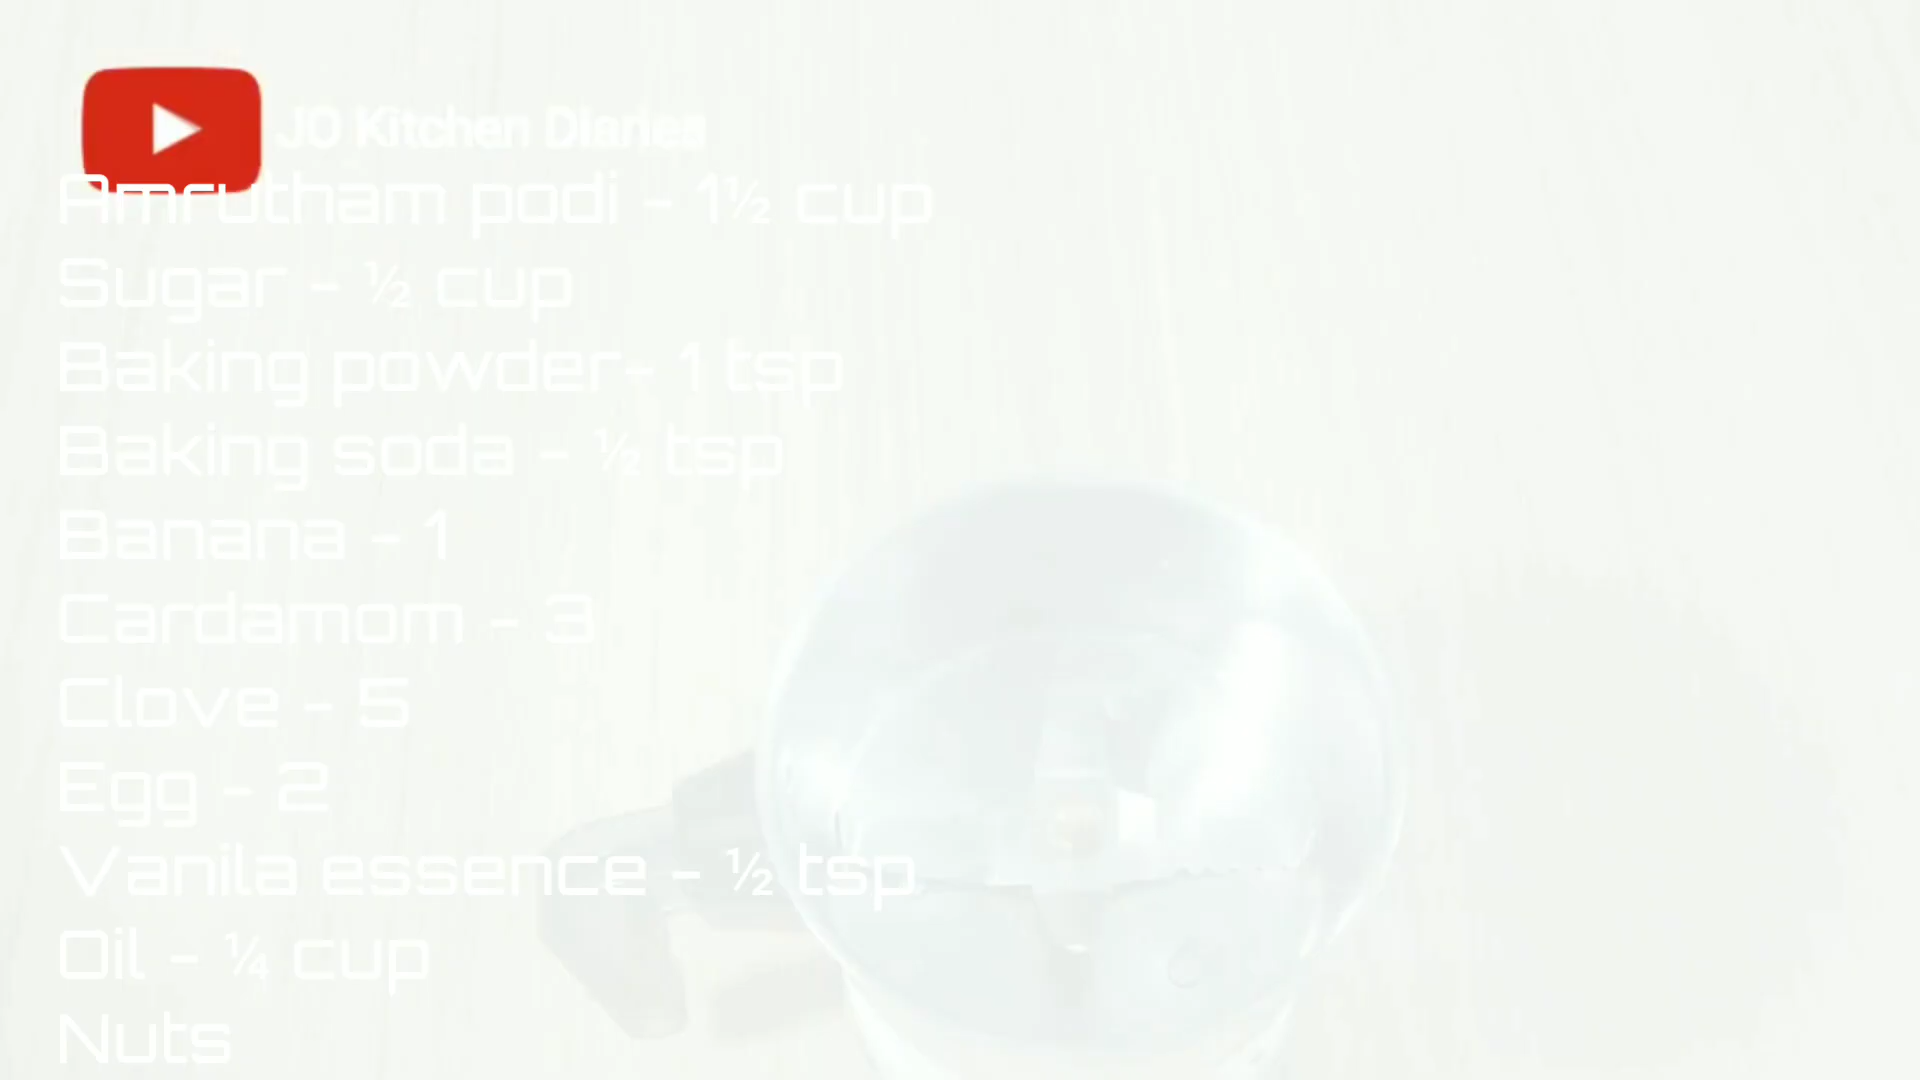 JO Kitchen Diaries
Amrutham podi - 1½ cup
Sugar - ½ cup
Baking powder- 1 tsp
Baking soda - ½ tsp
Banana - 1
Cardamom - 3
Clove - 5
Egg - 2
Vanila essence - ½ tsp
Oil - ¼ cup
Nuts